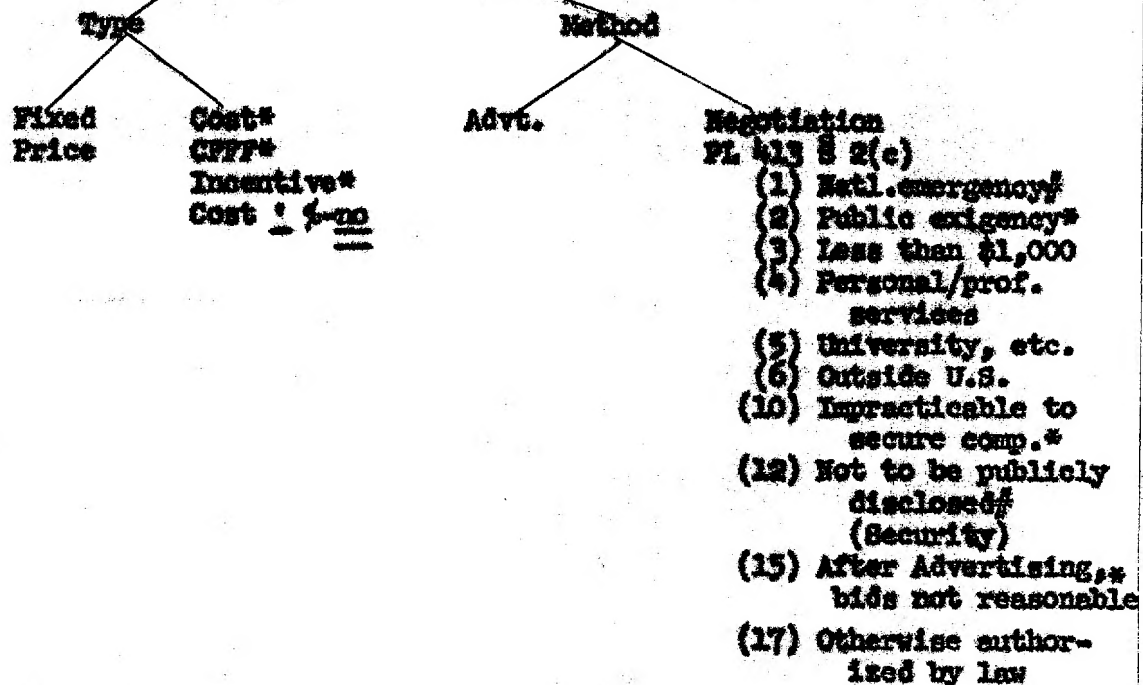 Type
Method
Fixed
Price
Cost*
CPFF*
Incentive*
Cost + %-no
Advt.
Negotiation
PL 413 § 2(c)
(1) Natl.emergency#
(2) Public exigency*
(3) Less than $1,000
(4) Personal/prof.
services
(5) University, etc.
(6) Outside U.S.
(10) Impracticable to
secure comp.*
(12) Not to be publicly
disclosed#
(Security)
(15) After Advertising,*
bids not reasonable
(17) Otherwise author-
ized by law